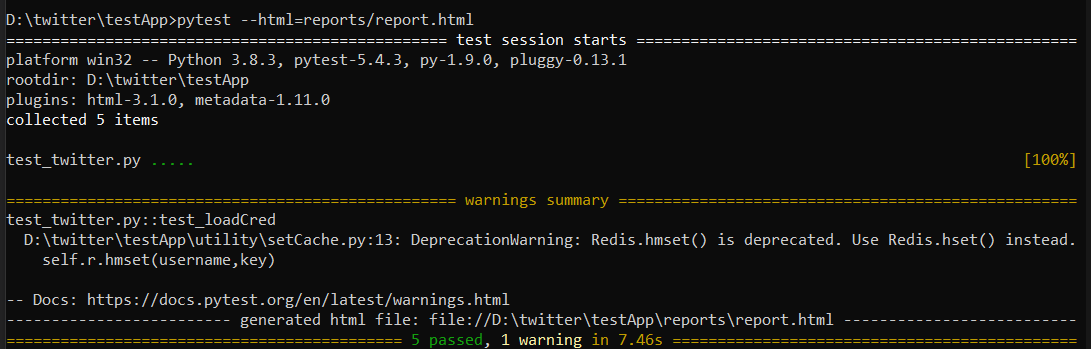 D:\twitter\testApp>pytest --html=reports/report.html
================================================= test session starts =================================================
platform win32 -- Python 3.8.3, pytest-5.4.3, py-1.9.0, pluggy-0.13.1
rootdir: D:\twitter\testApp
plugins: html-3.1.0, metadata-1.11.0
collected 5 items
test_twitter.py ..... [100%]
================================================== warnings summary ===================================================
test_twitter.py::test_loadCred
D:\twitter\testApp\utility\setCache.py:13: DeprecationWarning: Redis.hmset() is deprecated. Use Redis.hset() instead.
self.r.hmset(username,key)
-- Docs: https://docs.pytest.org/en/latest/warnings.html
------------------------- generated html file: file://D:\twitter\testApp\reports\report.html --------------------------
============================================ 5 passed, 1 warning in 7.46s =============================================